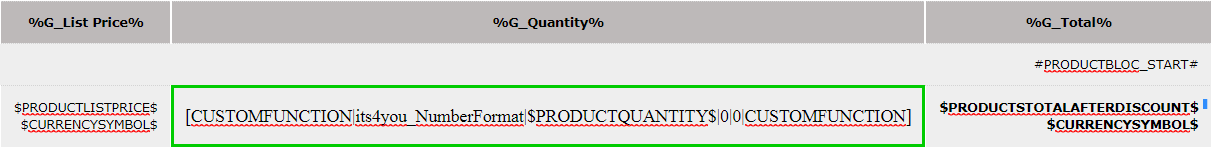 %G_List Price% %G_Quantity% %G_Total%
#PRODUCTBLOC_START#
$PRODUCTLISTPRICE$ [CUSTOMFUNCTION|its4you_NumberFormat|$PRODUCTQUANTITY$|0|0|CUSTOMFUNCTION] $PRODUCTSTOTALAFTERDISCOUNT$
$CURRENCYSYMBOL$ $CURRENCYSYMBOL$